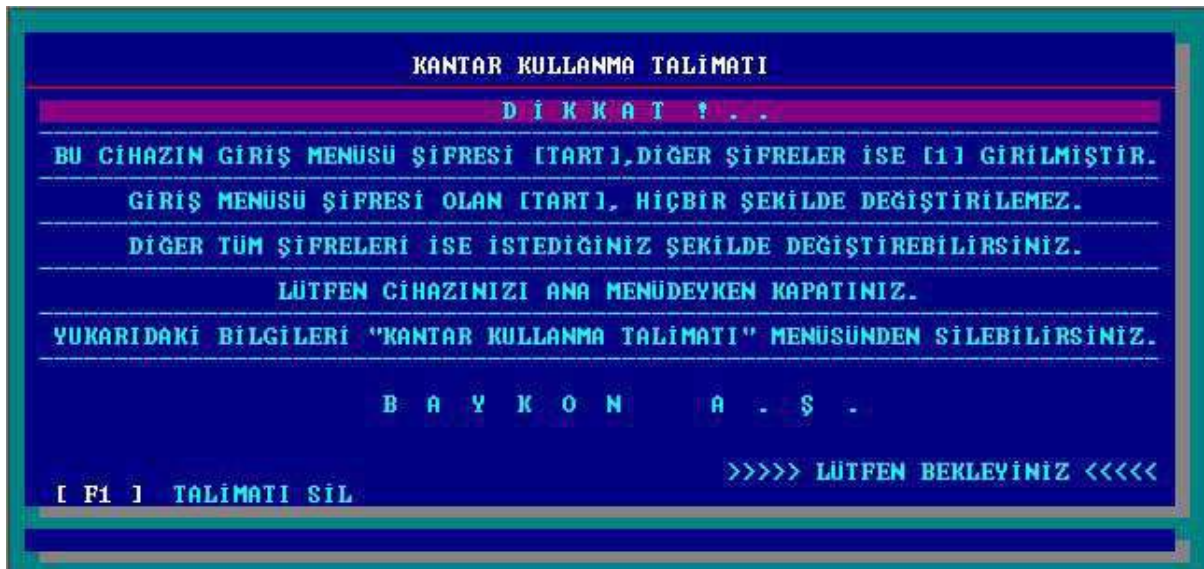 KANTAR KULLANMA TALİMATI
D İ K K A T ! . .
BU CİHAZIN GİRİŞ MENÜSÜ ŞİFRESİ [TART],DİĞER ŞİFRELER İSE [1] GİRİLMİŞTİR.
GİRİŞ MENÜSÜ ŞİFRESİ OLAN [TART], HİÇBİR ŞEKİLDE DEĞİŞTİRİLEMEZ.
DİĞER TÜM ŞİFRELERİ İSE İSTEDİĞİNİZ ŞEKİLDE DEĞİŞTİREBİLİRSİNİZ.
LÜTFEN CİHAZINIZI ANA MENÜDEYKEN KAPATINIZ.
YUKARIDAKİ BİLGİLERİ "KANTAR KULLANMA TALİMATI" MENÜSÜNDEN SİLEBİLİRSİNİZ.
B A Y K O N A . Ş .
>>>>> LÜTFEN BEKLEYİNİZ <<<<<
[ F1 ] TALİMATI SİL